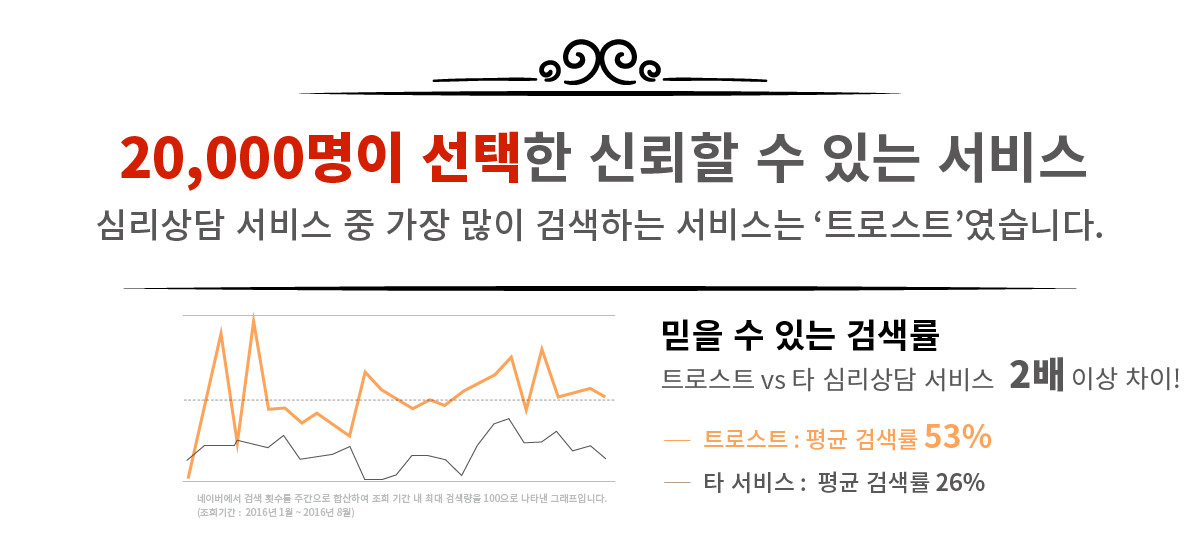 20,000명이 선택한 신뢰할 수 있는 서비스
심리상담 서비스 중 가장 많이 검색하는 서비스는 ‘트로스트’였습니다.
믿을 수 있는 검색률
트로스트 vs 타 심리상담 서비스 2배 이상 차이!
트로스트 : 평균 검색률 53%
타 서비스 : 평균 검색률 26%
네이버에서 검색 횟수를 주간으로 합산하여 조회 기간 내 최대 검색량을 100으로 나타낸 그래프입니다.
(조회기간 : 2016년 1월 ~ 2016년 8월)